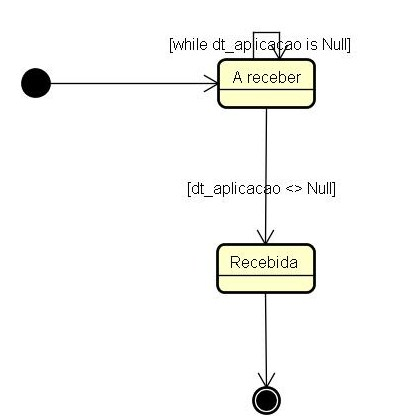 [while dt_aplicacao is Null]
A receber
[dt_aplicacao <> Null]
Recebida